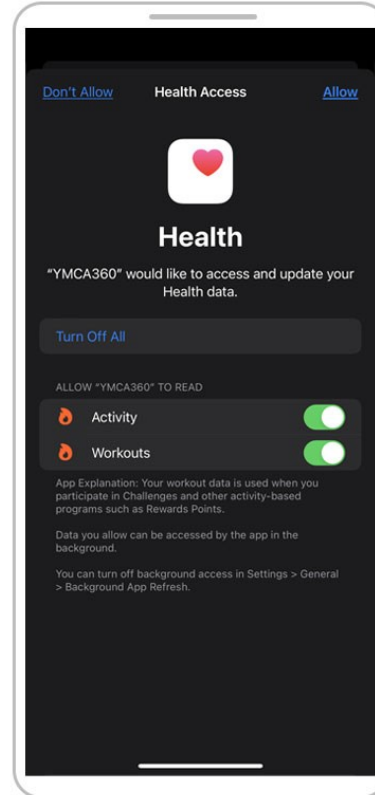 Don't Allow
Health Access
Allow
Health
“YMCA360” would like to access and update your
Health data.
Turn Off All
ALLOW “YMCA360” TO READ
Activity
Workouts
App Explanation: Your workout data is used when you
participate in Challenges and other activity-based
programs such as Rewards Points.
Data you allow can be accessed by the app in the
background.
You can turn off background access in Settings > General
> Background App Refresh.